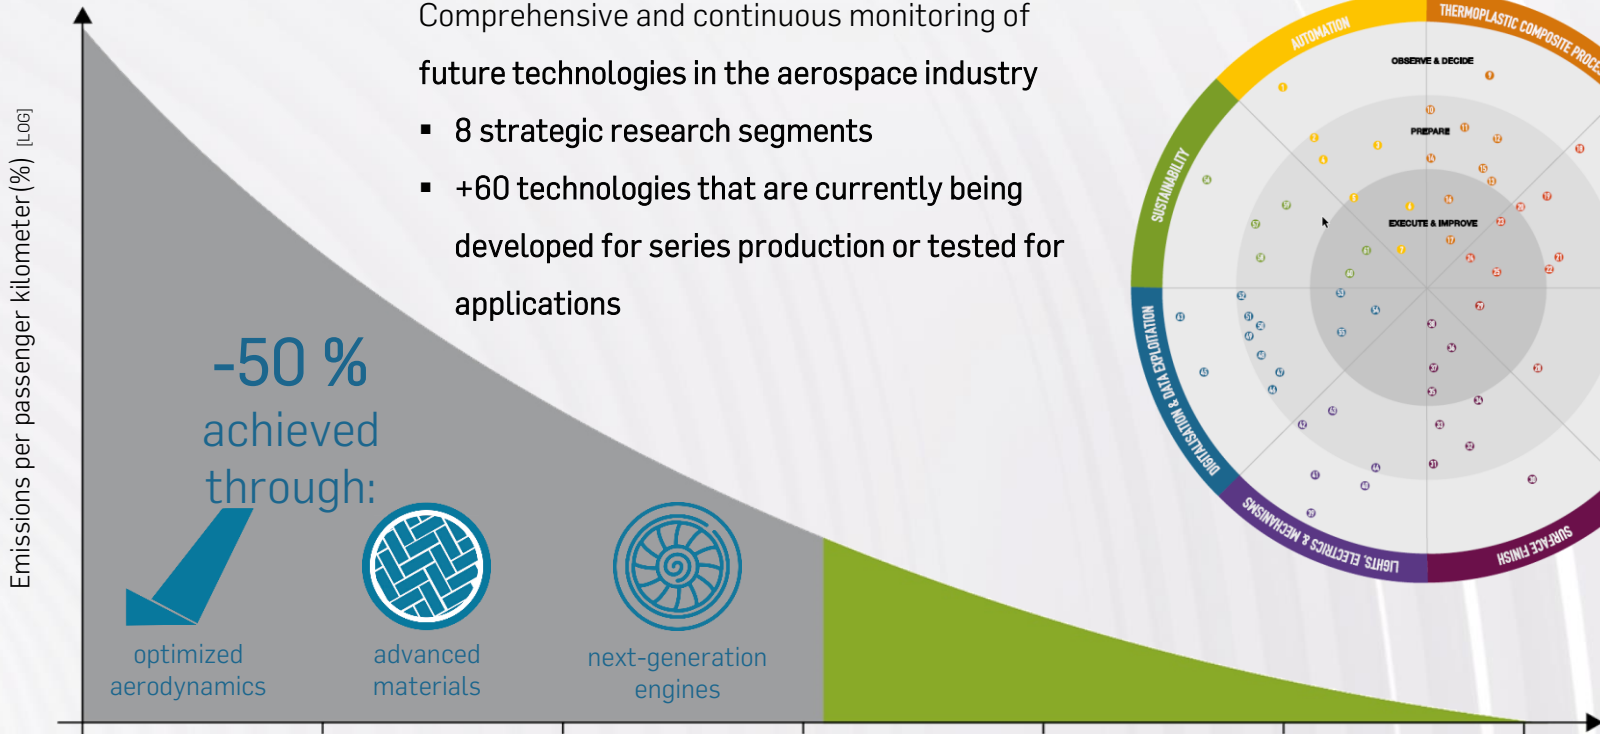 Comprehensive and continuous monitoring of
future technologies in the aerospace industry
▪ 8 strategic research segments
▪ +60 technologies that are currently being
developed for series production or tested for
applications
Emissions per passenger kilometer (%) [LOG]
-50 %
achieved
through:
optimized
aerodynamics
advanced
materials
next-generation
engines
AUTOMATION
THERMOPLASTIC COMPOSITE PROCES
OBSERVE & DECIDE
PREPARE
EXECUTE & IMPROVE
SUSTAINABILITY
DIGITALISATION & DATA EXPLOITATION
LIGHTS, ELECTRICS & MECHANISMS
SURFACE FINISH